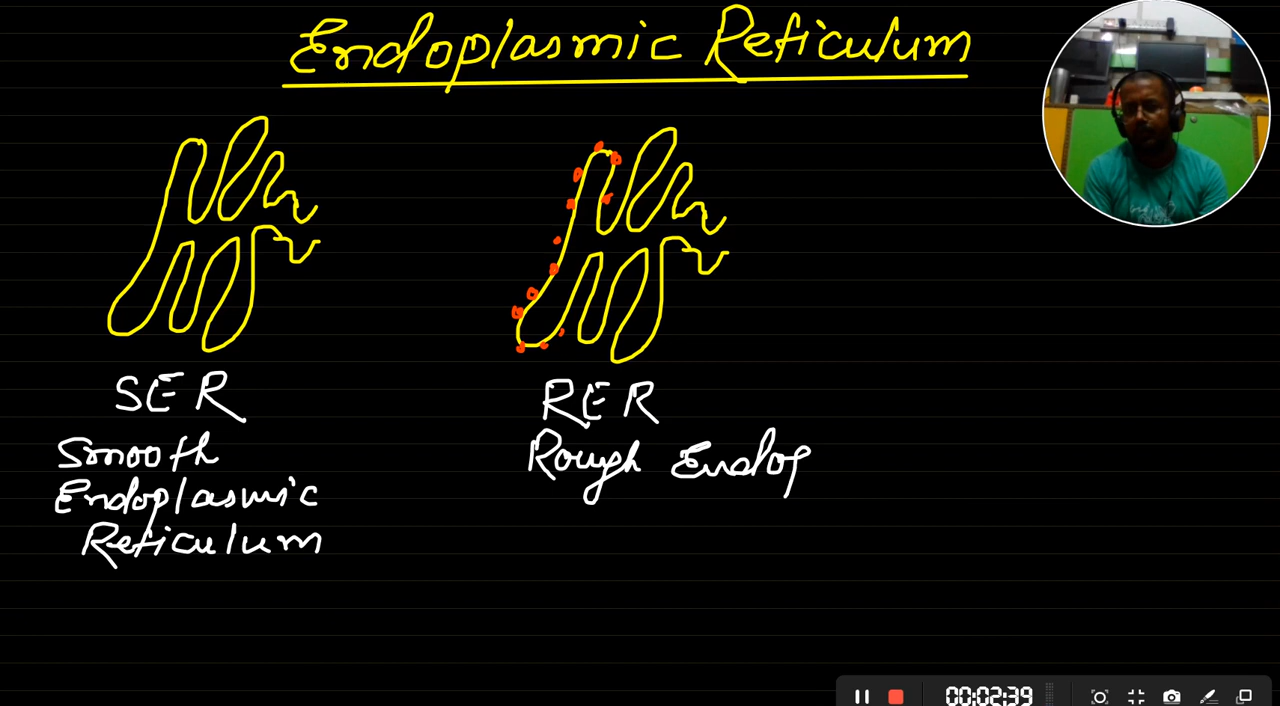 Endoplasmic Reticulum
SER
Smooth
Endoplasmic
Reticulum
RER
Rough Endop
00:02:39